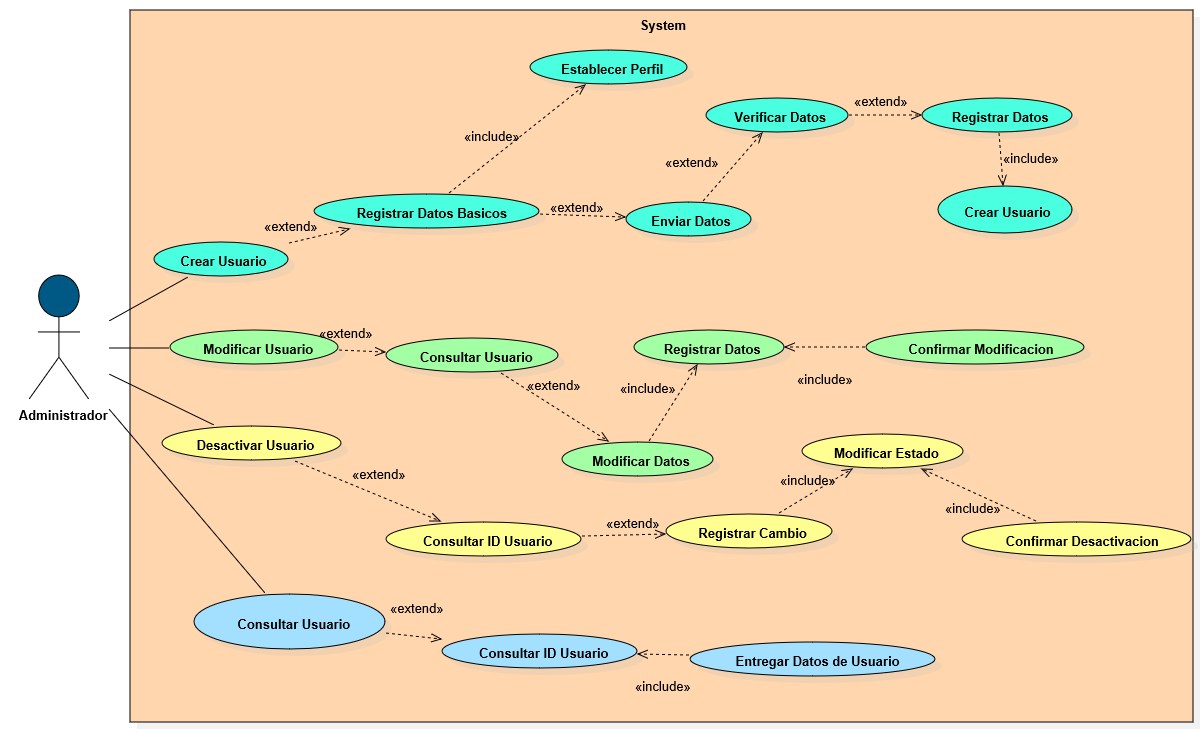 System
Establecer Perfil
«extend»
Verificar Datos
Registrar Datos
«include»
«extend»
«include»
Registrar Datos Basicos
«extend»
Enviar Datos
Crear Usuario
«extend»
Crear Usuario
Modificar Usuario
«extend»
Consultar Usuario
Registrar Datos
Confirmar Modificacion
«include»
«extend»
«include»
Administrador
Desactivar Usuario
Modificar Datos
Modificar Estado
«extend»
«include»
«include»
Consultar ID Usuario
«extend»
Registrar Cambio
Confirmar Desactivacion
Consultar Usuario
«extend»
Consultar ID Usuario
Entregar Datos de Usuario
«include»